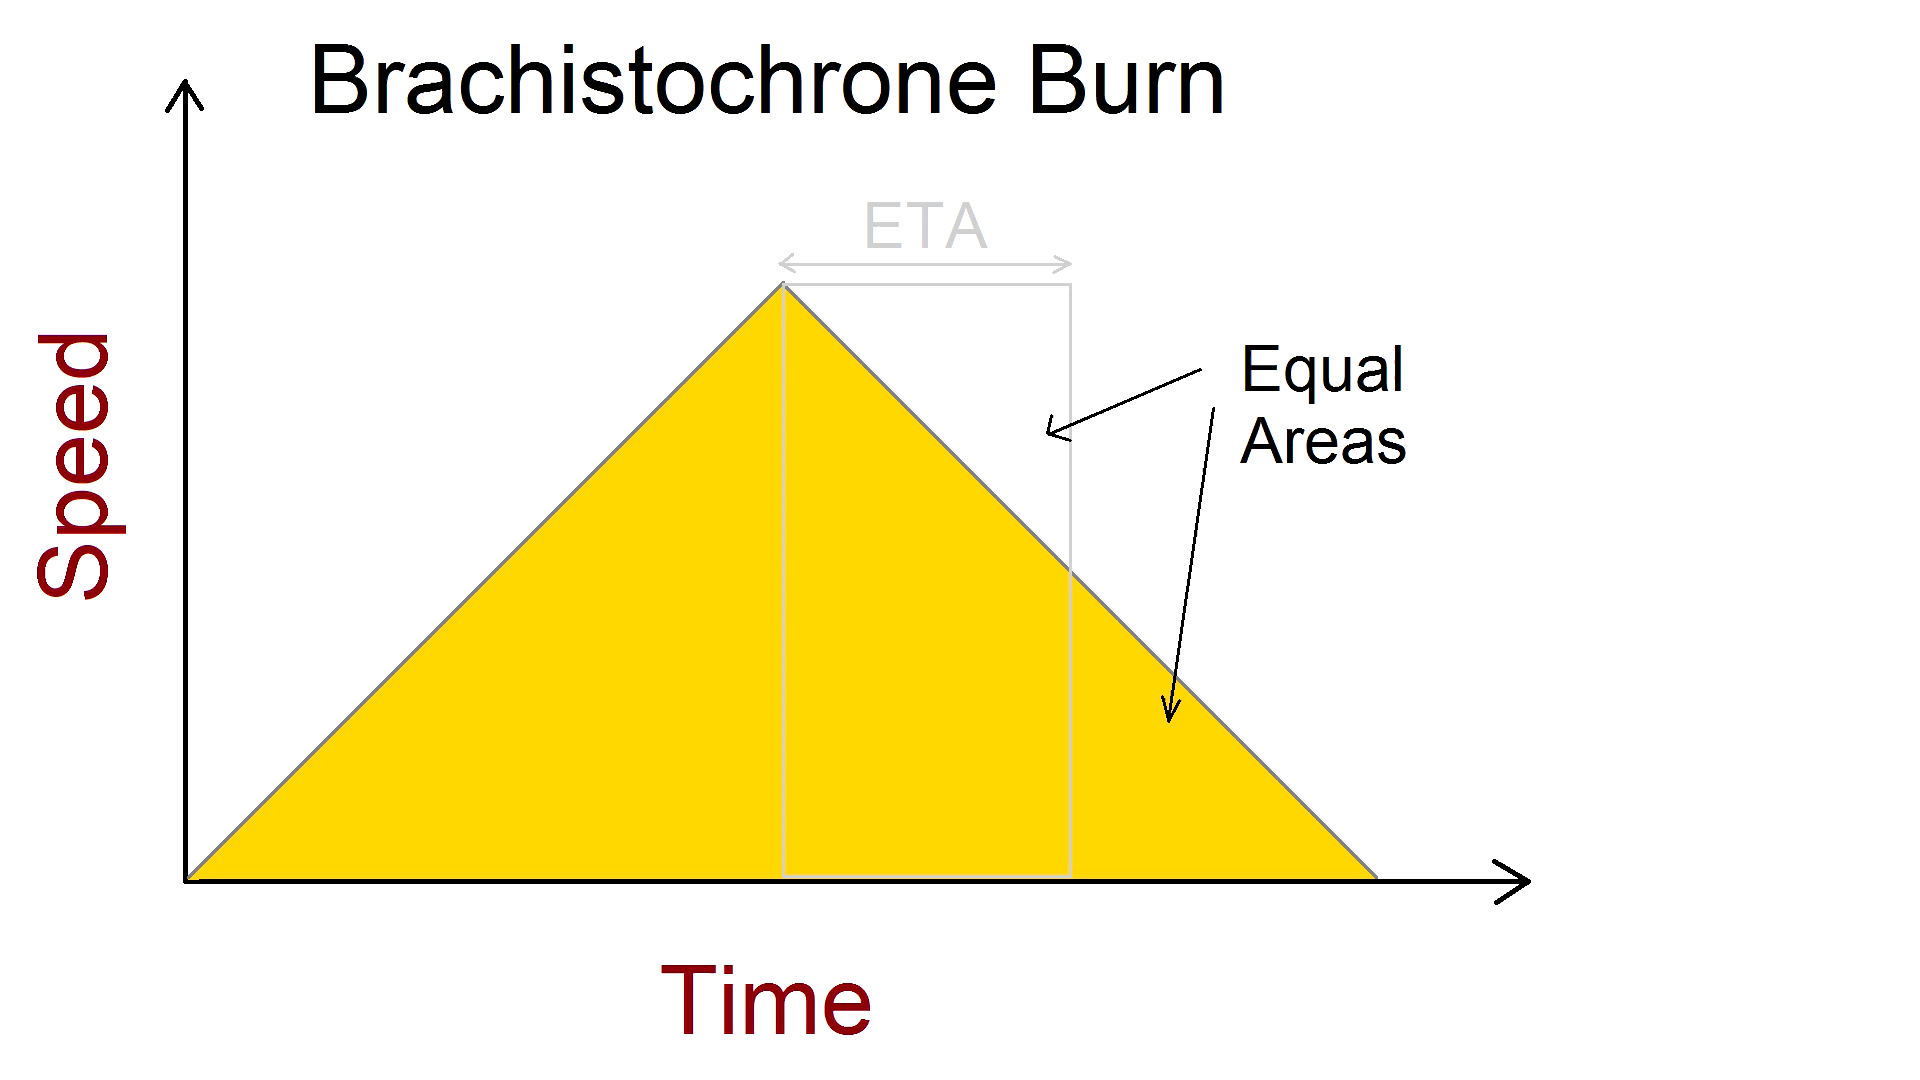 Brachistochrone Burn
ETA
Equal
Areas
Speed
Time